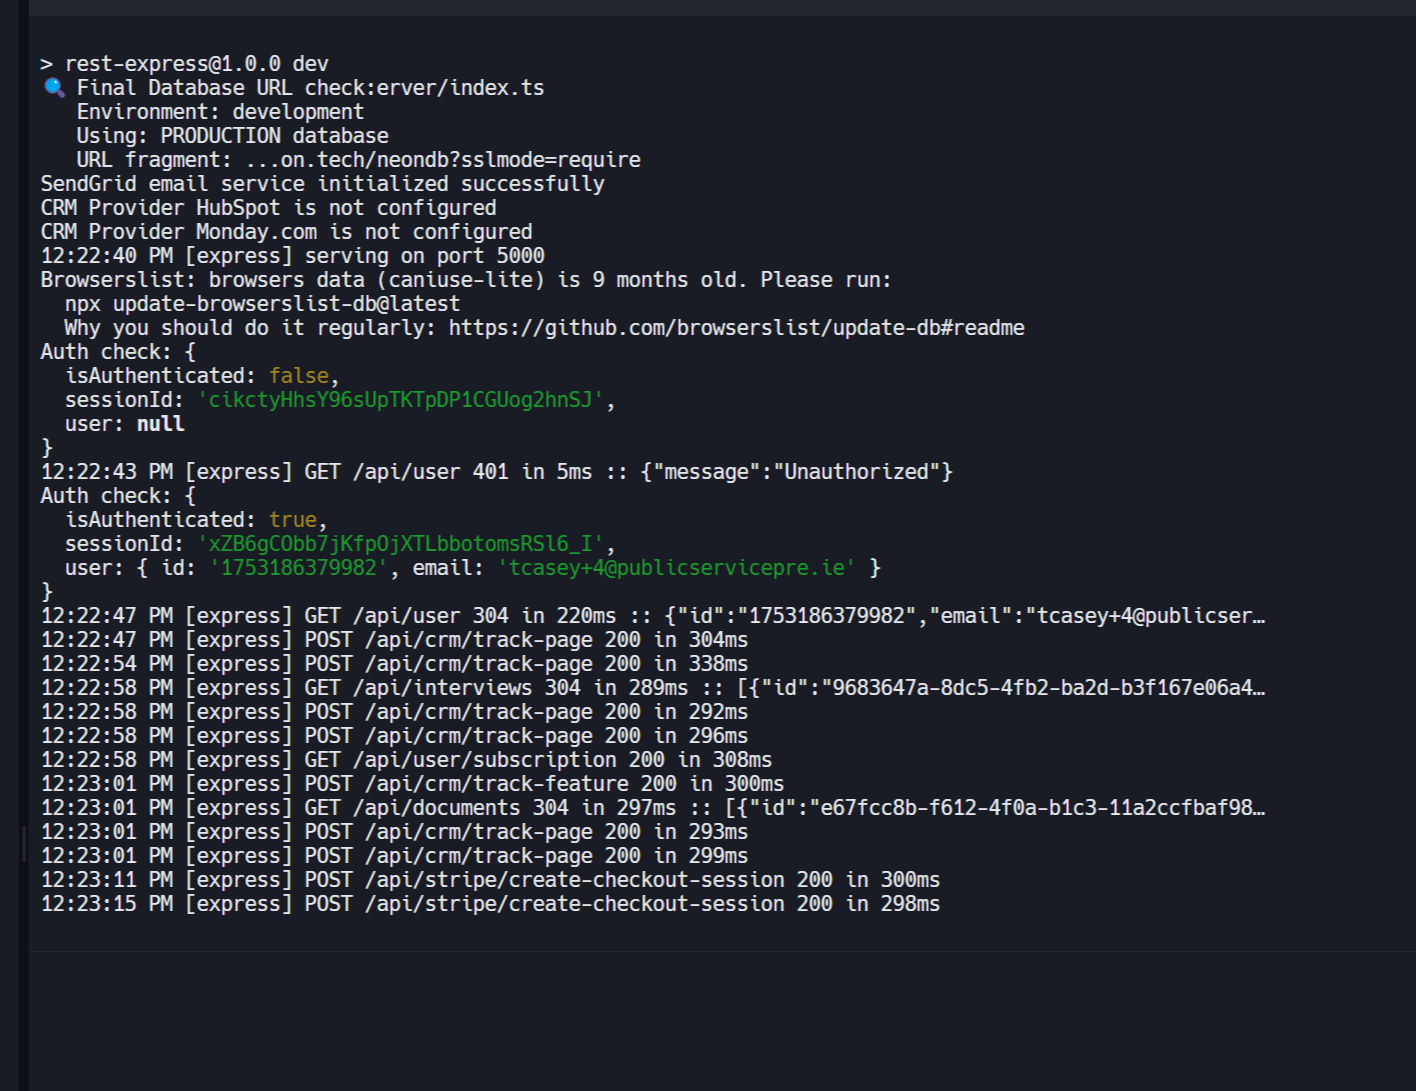 > rest-express@1.0.0 dev
🔍 Final Database URL check:erver/index.ts
   Environment: development
   Using: PRODUCTION database
   URL fragment: ...on.tech/neondb?sslmode=require
SendGrid email service initialized successfully
CRM Provider HubSpot is not configured
CRM Provider Monday.com is not configured
12:22:40 PM [express] serving on port 5000
Browserslist: browsers data (caniuse-lite) is 9 months old. Please run:
  npx update-browserslist-db@latest
  Why you should do it regularly: https://github.com/browserslist/update-db#readme
Auth check: {
  isAuthenticated: false,
  sessionId: 'cikctyHhsY96sUpTKTpDP1CGUog2hnSJ',
  user: null
}
12:22:43 PM [express] GET /api/user 401 in 5ms :: {"message":"Unauthorized"}
Auth check: {
  isAuthenticated: true,
  sessionId: 'xZB6gCObb7jKfpOjXTLbbotomsRSl6_I',
  user: { id: '1753186379982', email: 'tcasey+4@publicservicepre.ie' }
}
12:22:47 PM [express] GET /api/user 304 in 220ms :: {"id":"1753186379982","email":"tcasey+4@publicser…
12:22:47 PM [express] POST /api/crm/track-page 200 in 304ms
12:22:54 PM [express] POST /api/crm/track-page 200 in 338ms
12:22:58 PM [express] GET /api/interviews 304 in 289ms :: [{"id":"9683647a-8dc5-4fb2-ba2d-b3f167e06a4…
12:22:58 PM [express] POST /api/crm/track-page 200 in 292ms
12:22:58 PM [express] POST /api/crm/track-page 200 in 296ms
12:22:58 PM [express] GET /api/user/subscription 200 in 308ms
12:23:01 PM [express] POST /api/crm/track-feature 200 in 300ms
12:23:01 PM [express] GET /api/documents 304 in 297ms :: [{"id":"e67fcc8b-f612-4f0a-b1c3-11a2ccfbaf98…
12:23:01 PM [express] POST /api/crm/track-page 200 in 293ms
12:23:01 PM [express] POST /api/crm/track-page 200 in 299ms
12:23:11 PM [express] POST /api/stripe/create-checkout-session 200 in 300ms
12:23:15 PM [express] POST /api/stripe/create-checkout-session 200 in 298ms